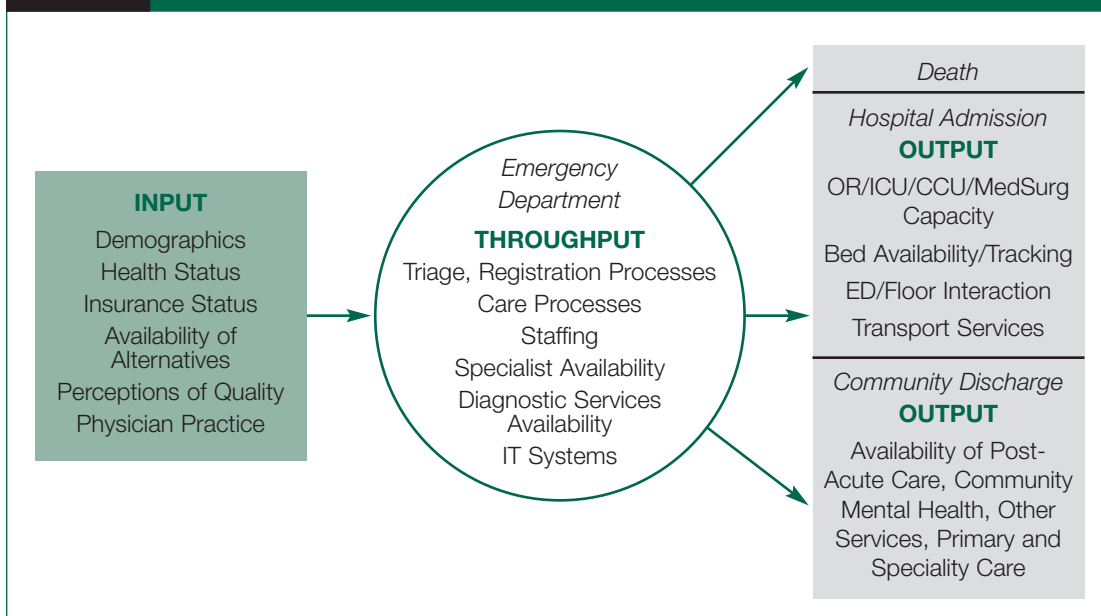 INPUT
Demographics
Health Status
Insurance Status
Availability of
Alternatives
Perceptions of Quality
Physician Practice
Emergency
Department
THROUGHPUT
Triage, Registration Processes
Care Processes
Staffing
Specialist Availability
Diagnostic Services
Availability
IT Systems
Death
Hospital Admission
OUTPUT
OR/ICU/CCU/MedSurg
Capacity
Bed Availability/Tracking
ED/Floor Interaction
Transport Services
Community Discharge
OUTPUT
Availability of Post-
Acute Care, Community
Mental Health, Other
Services, Primary and
Speciality Care